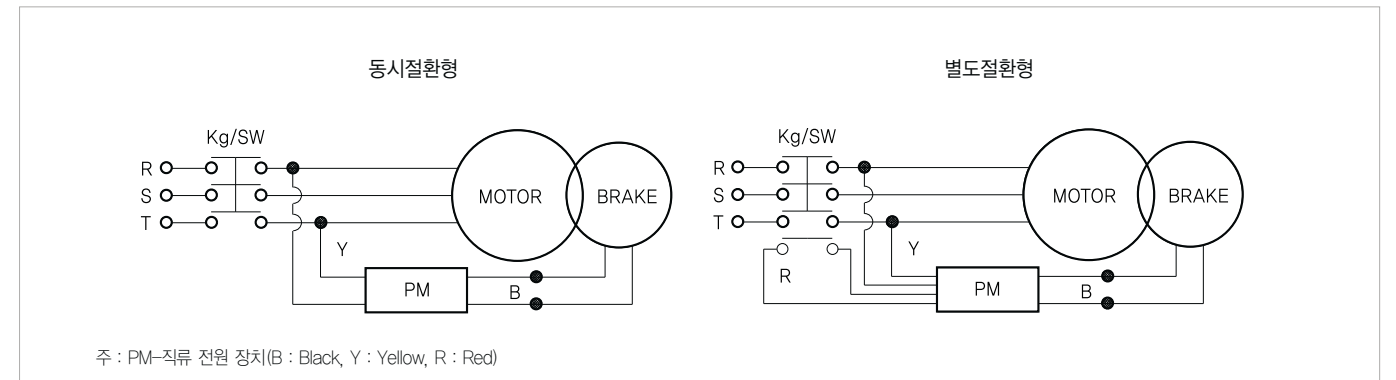 동시절환형
Kg/SW
R
S
T
MOTOR
BRAKE
Y
PM
B
별도절환형
Kg/SW
R
S
T
MOTOR
BRAKE
Y
R
PM
B
주 : PM-직류 전원 장치(B : Black, Y : Yellow, R : Red)